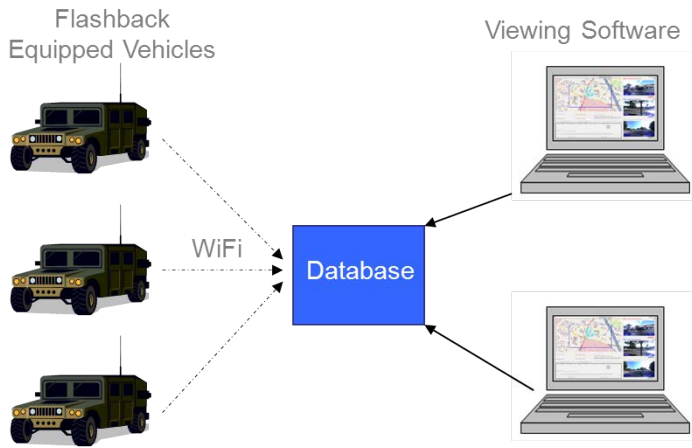 Flashback
Equipped Vehicles
Viewing Software
WiFi
Database